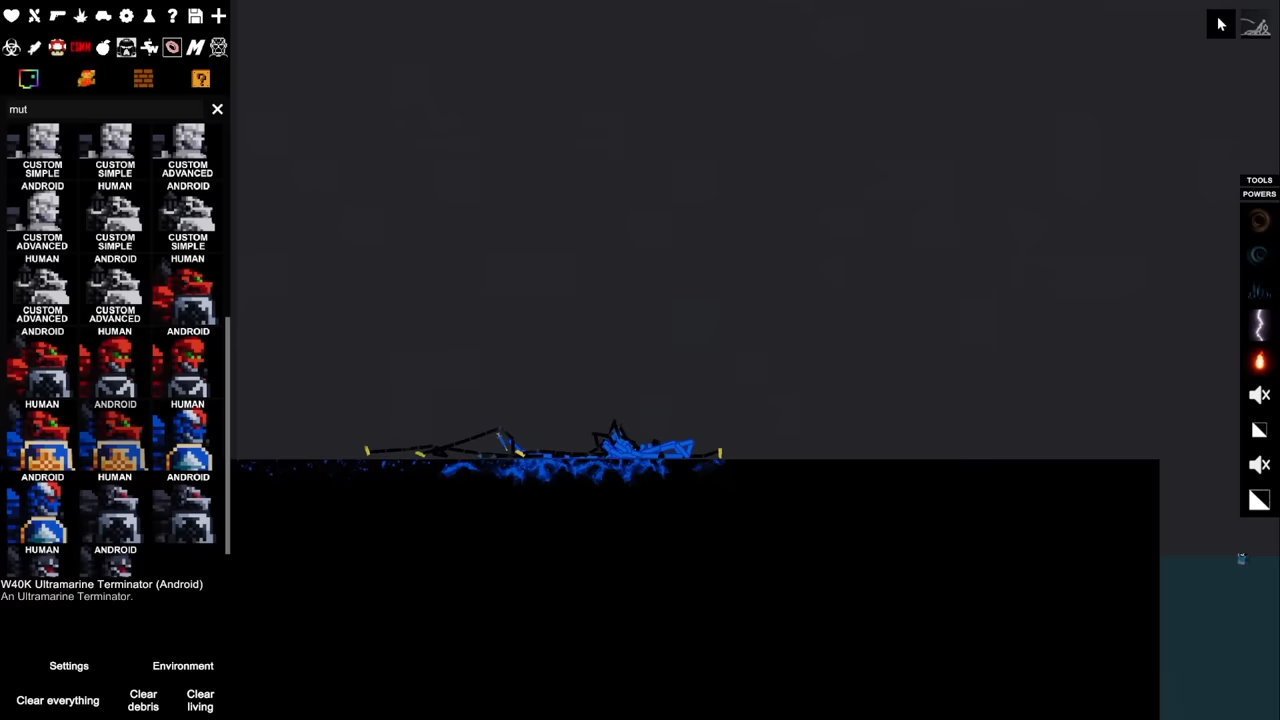 CSMM
mut
TOOLS
POWERS
CUSTOM SIMPLE
CUSTOM SIMPLE
CUSTOM ADVANCED
ANDROID
HUMAN
ANDROID
CUSTOM ADVANCED
CUSTOM SIMPLE
CUSTOM SIMPLE
HUMAN
ANDROID
HUMAN
CUSTOM ADVANCED
CUSTOM ADVANCED
ANDROID
HUMAN
ANDROID
HUMAN
ANDROID
HUMAN
ANDROID
HUMAN
ANDROID
HUMAN
ANDROID
W40K Ultramarine Terminator (Android)
An Ultramarine Terminator.
Settings
Environment
Clear everything
Clear debris
Clear living